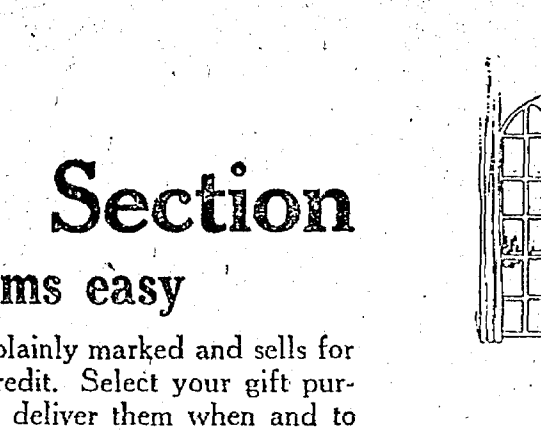 Section
ms easy
plainly marked and sells for
redit. Select your gift pur-
deliver them when and to